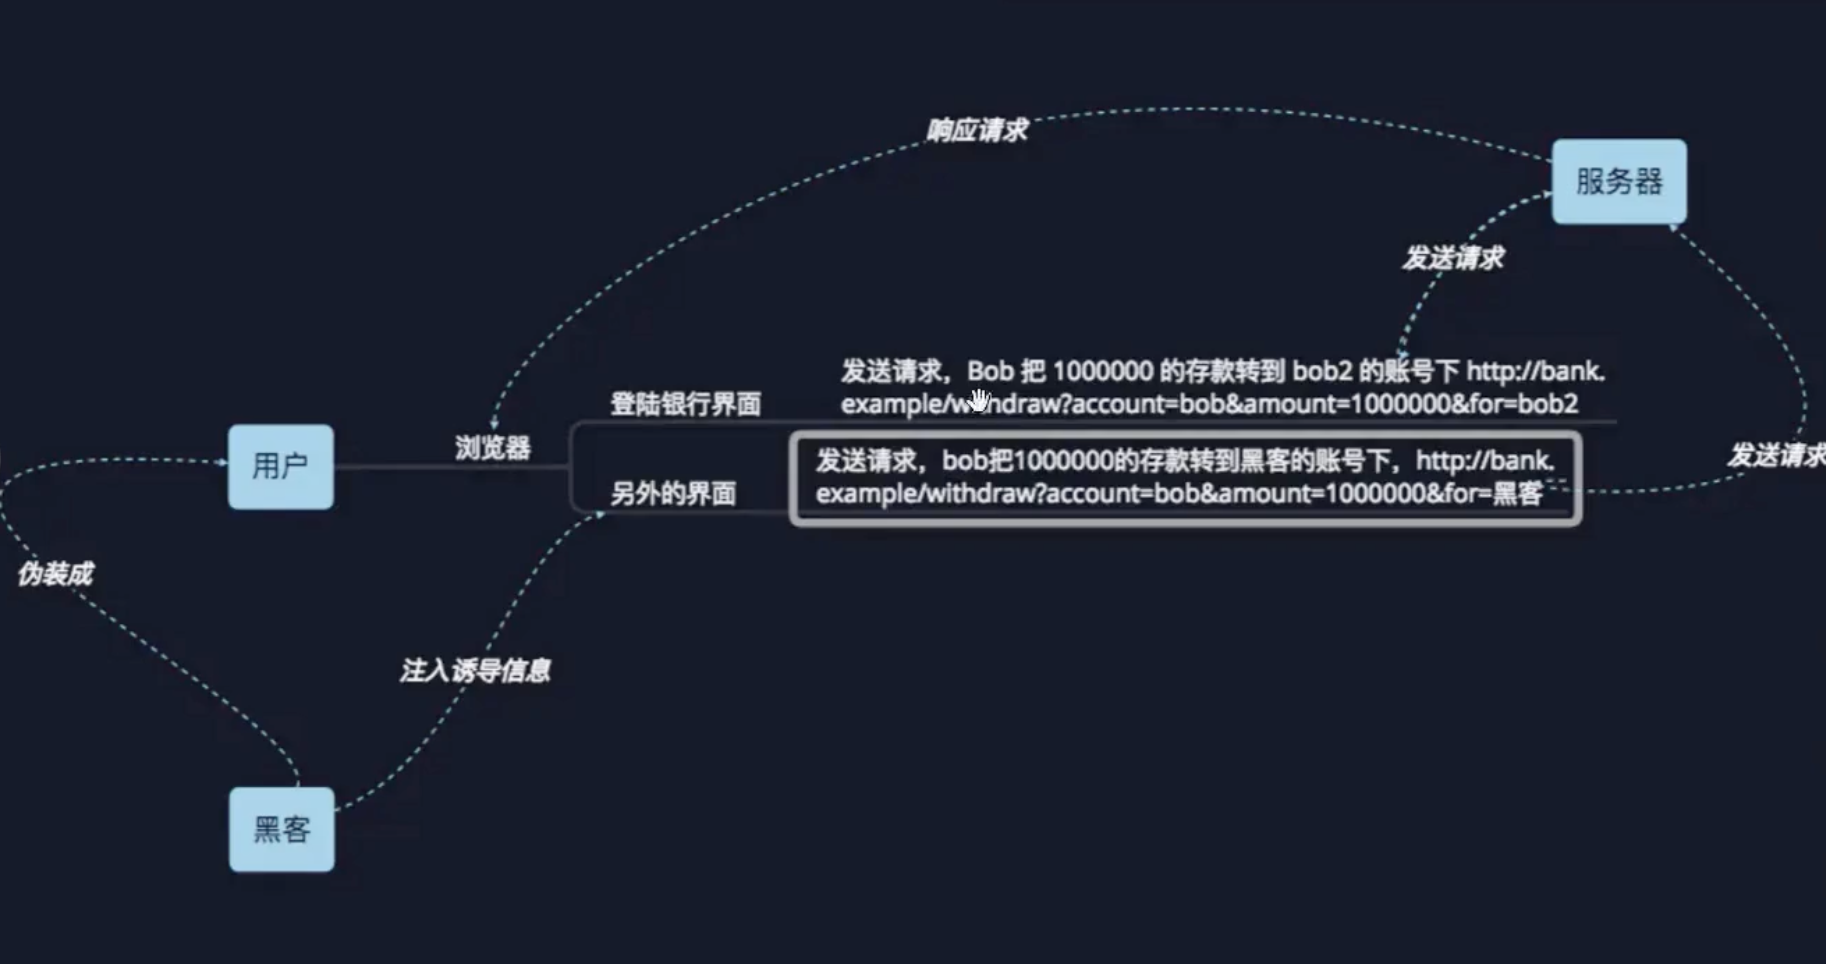 响应请求
服务器
发送请求
发送请求，Bob 把 1000000 的存款转到 bob2 的账号下 http://bank.
登陆银行界面
example/withdraw?account=bob&amount=1000000&for=bob2
浏览器
用户
发送请求，bob把1000000的存款转到黑客的账号下，http://bank.
发送请求
另外的界面
example/withdraw?account=bob&amount=1000000&for=黑客
伪装成
注入诱导信息
黑客